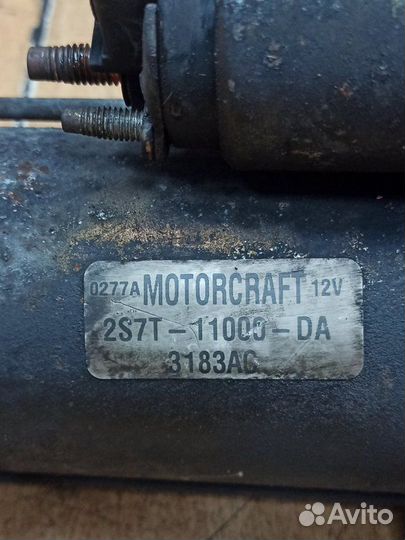 0277A MOTORCRAFT 12V
2S7T-11000-DA
3183AC
Avito